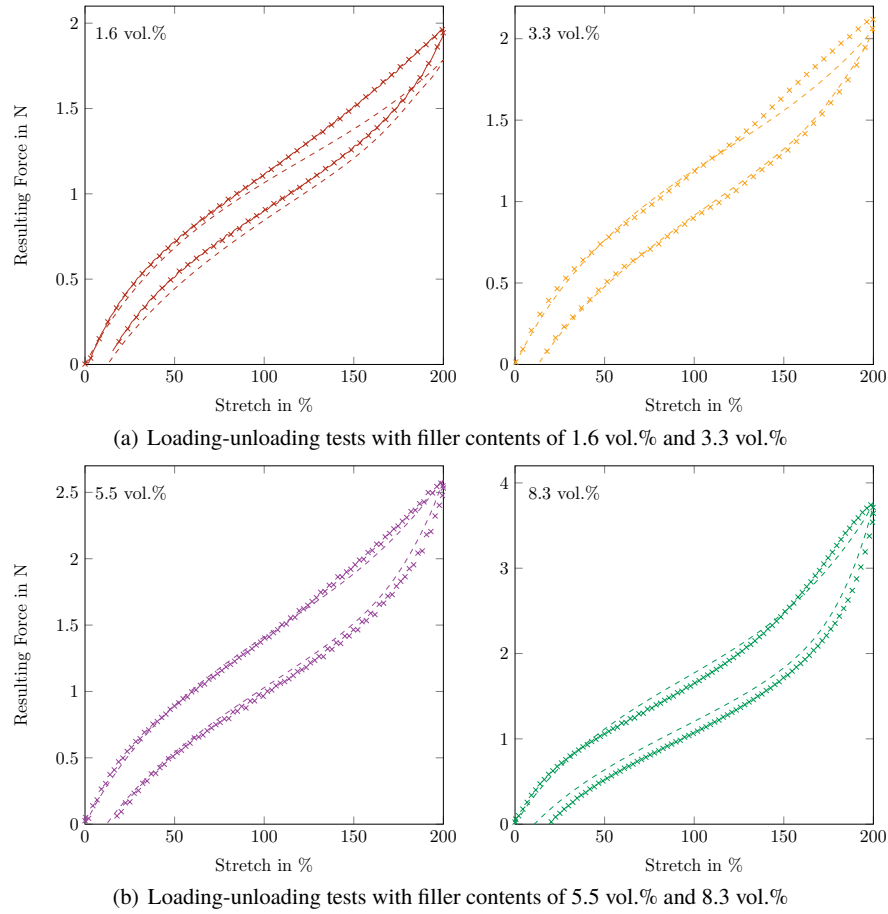 1.6 vol.%
Resulting Force in N
2
1.5
1
0.5
0
0 50 100 150 200
Stretch in %
3.3 vol.%
2
1.5
1
0.5
0
0 50 100 150 200
Stretch in %
(a) Loading-unloading tests with filler contents of 1.6 vol.% and 3.3 vol.%
5.5 vol.%
Resulting Force in N
2.5
2
1.5
1
0.5
0
0 50 100 150 200
Stretch in %
8.3 vol.%
4
3
2
1
0
0 50 100 150 200
Stretch in %
(b) Loading-unloading tests with filler contents of 5.5 vol.% and 8.3 vol.%